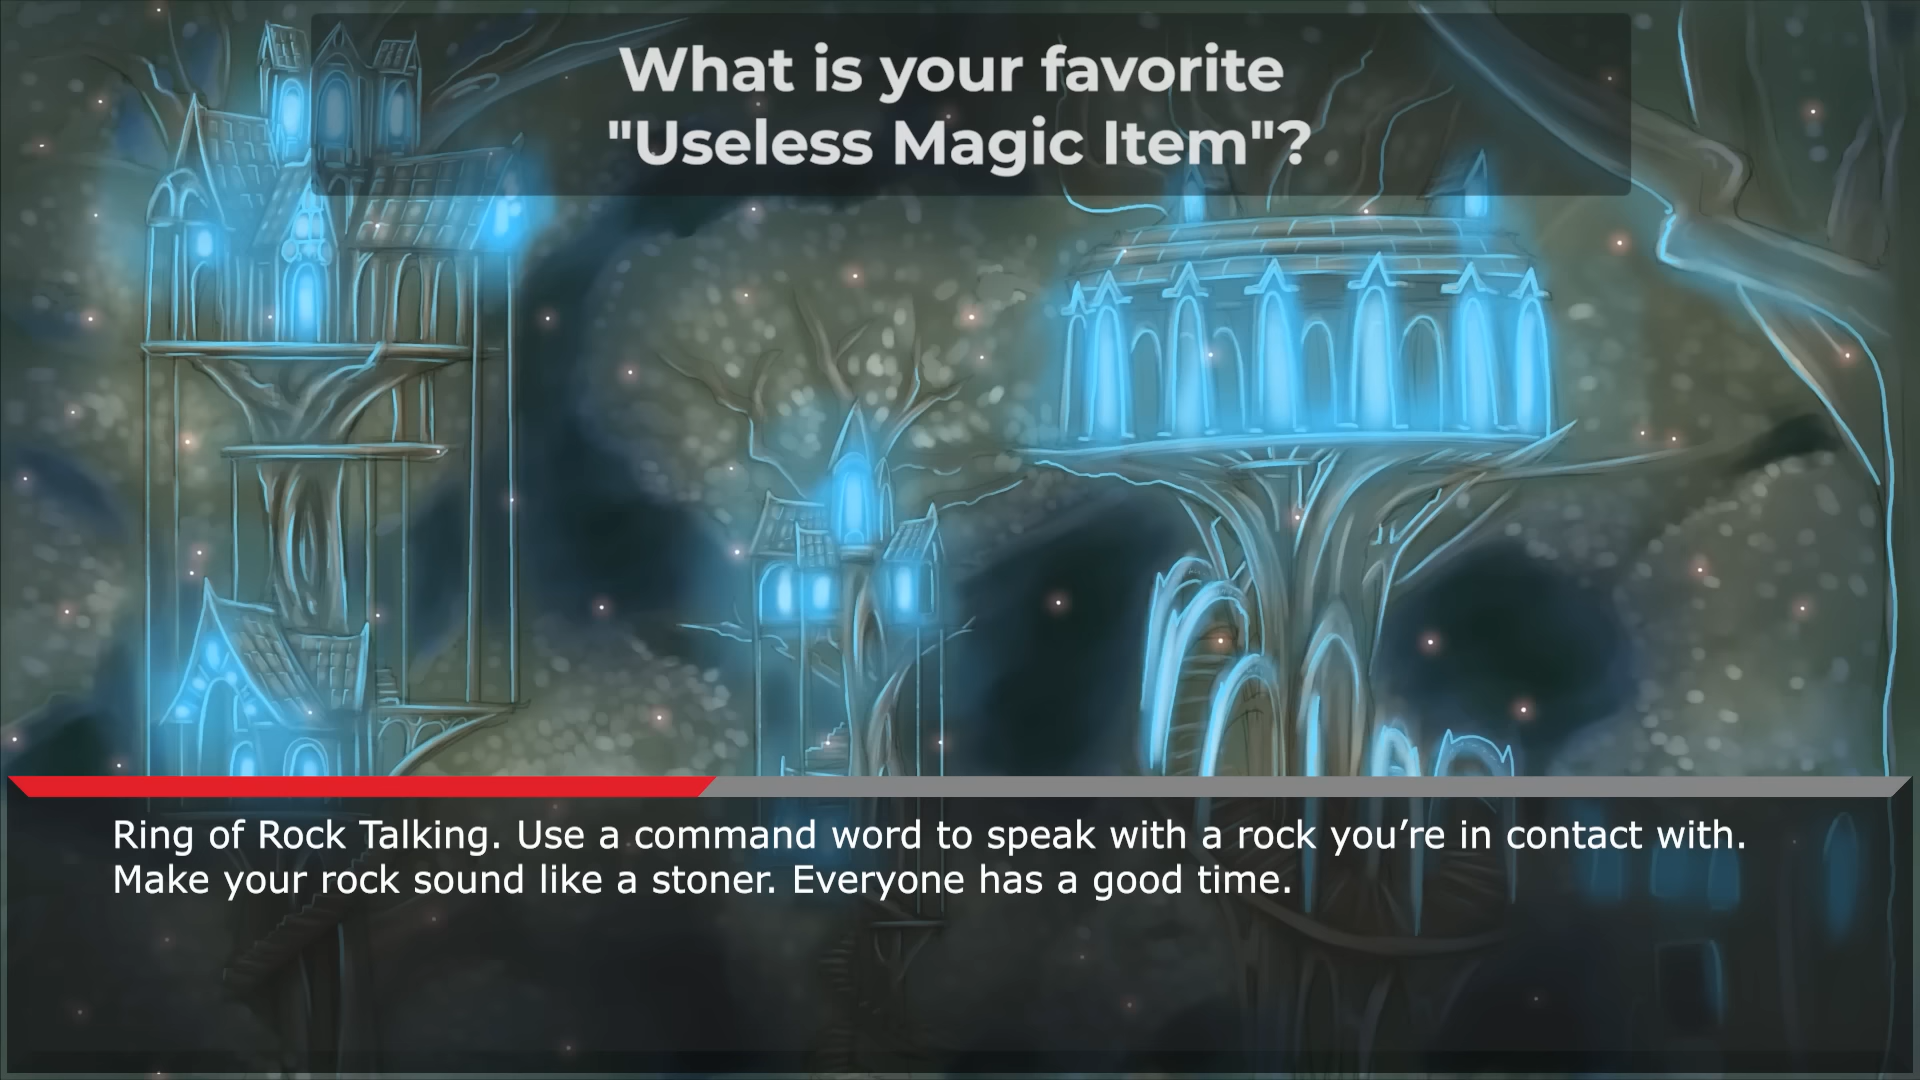 What is your favorite
"Useless Magic Item"?
Ring of Rock Talking. Use a command word to speak with a rock you’re in contact with.
Make your rock sound like a stoner. Everyone has a good time.